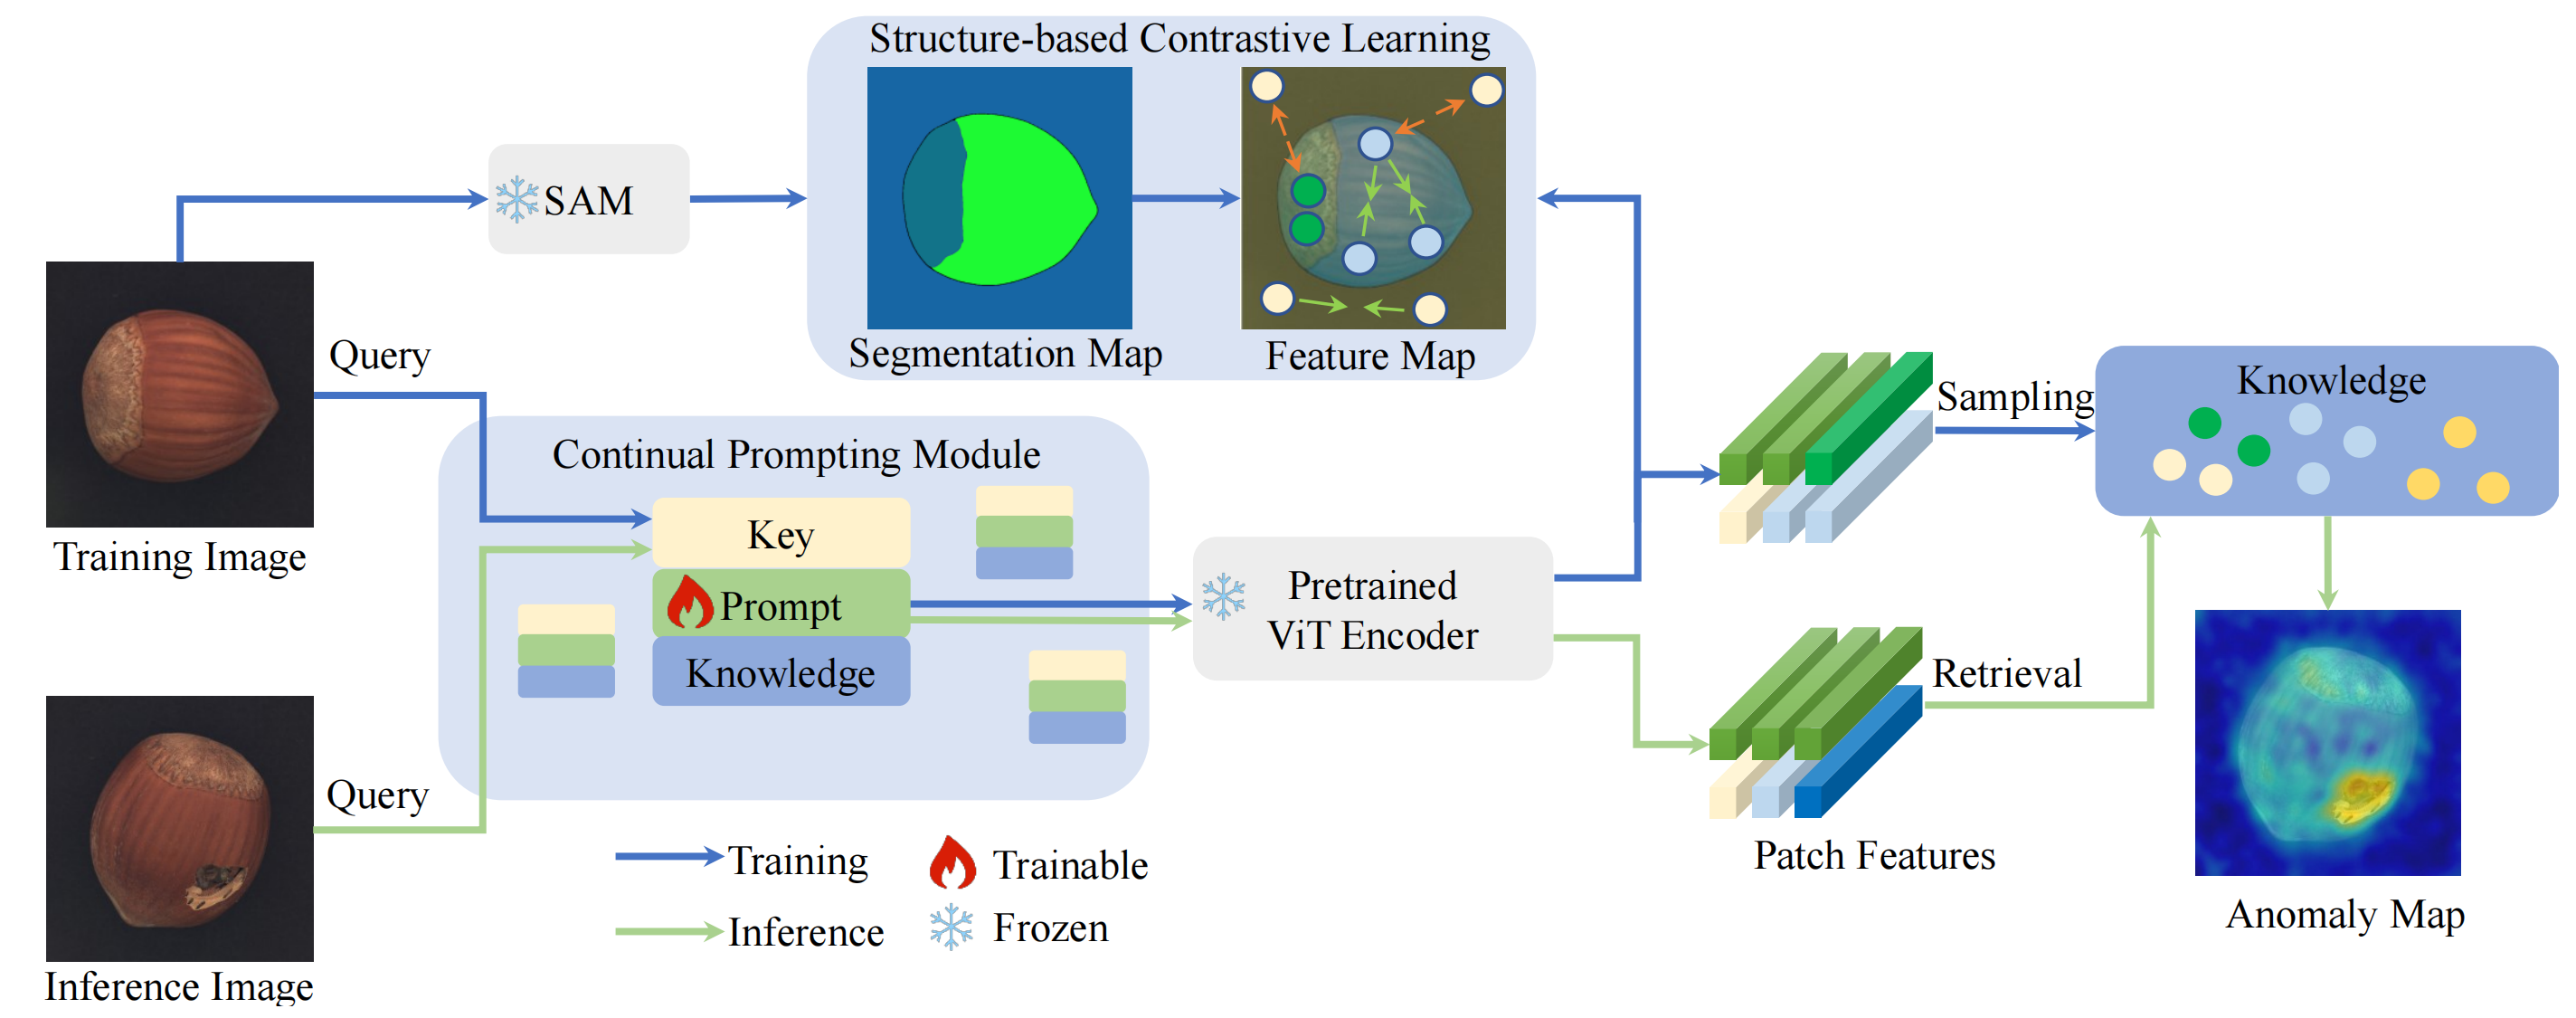 Structure-based Contrastive Learning
SAM
Segmentation Map
Feature Map
Query
Training Image
Continual Prompting Module
Key
Prompt
Knowledge
Pretrained
ViT Encoder
Sampling
Knowledge
Retrieval
Patch Features
Anomaly Map
Query
Inference Image
Training
Trainable
Inference
Frozen